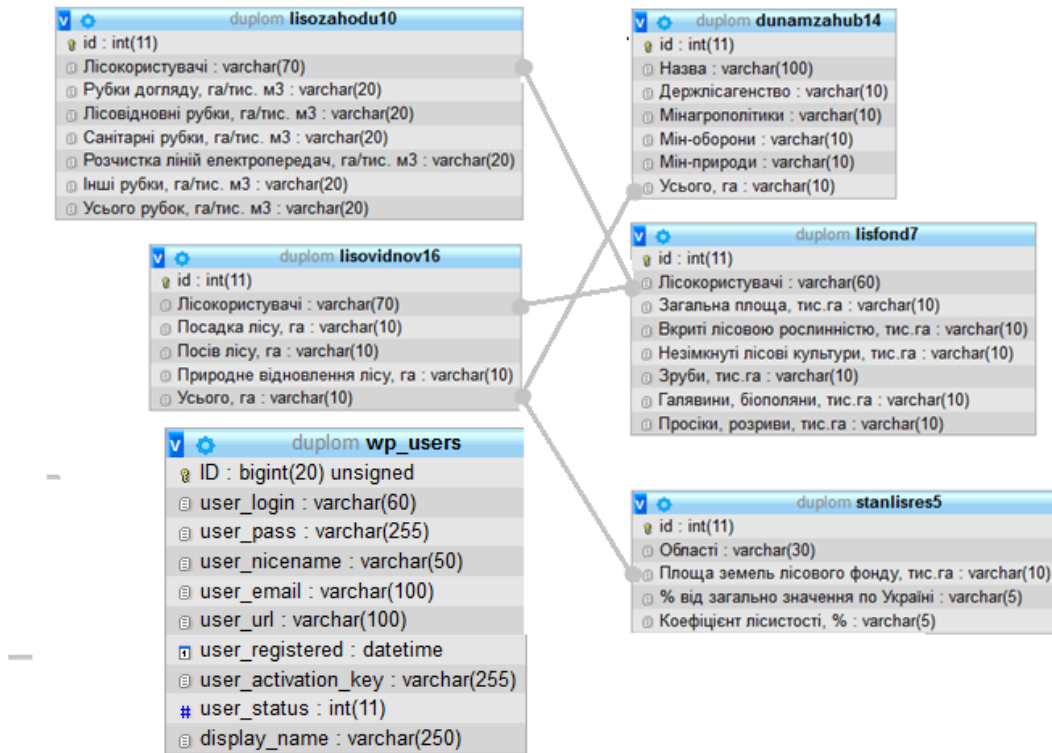 duplom lisozahodu10
id : int(11)
Лісокористувачі : varchar(70)
Рубки догляду, га/тис. м3 : varchar(20)
Лісовідновні рубки, га/тис. м3 : varchar(20)
Санітарні рубки, га/тис. м3 : varchar(20)
Розчистка ліній електропередач, га/тис. м3 : varchar(20)
Інші рубки, га/тис. м3 : varchar(20)
Усього рубок, га/тис. м3 : varchar(20)
duplom dunamzahub14
id : int(11)
Назва : varchar(100)
Держлісагенство : varchar(10)
Мінагрополітики : varchar(10)
Мін-оборони : varchar(10)
Мін-природи : varchar(10)
Усього, га : varchar(10)
duplom lisovidnov16
id : int(11)
Лісокористувачі : varchar(70)
Посадка лісу, га : varchar(10)
Посів лісу, га : varchar(10)
Природне відновлення лісу, га : varchar(10)
Усього, га : varchar(10)
duplom lisfond7
id : int(11)
Лісокористувачі : varchar(60)
Загальна площа, тис.га : varchar(10)
Вкриті лісовою рослинністю, тис.га : varchar(10)
Незімкнуті лісові культури, тис.га : varchar(10)
Зруби, тис.га : varchar(10)
Галявини, біополяни, тис.га : varchar(10)
Просіки, розриви, тис.га : varchar(10)
duplom wp_users
ID : bigint(20) unsigned
user_login : varchar(60)
user_pass : varchar(255)
user_nicename : varchar(50)
user_email : varchar(100)
user_url : varchar(100)
user_registered : datetime
user_activation_key : varchar(255)
# user_status : int(11)
display_name : varchar(250)
duplom stanlisres5
id : int(11)
Області : varchar(30)
Площа земель лісового фонду, тис.га : varchar(10)
% від загально значення по Україні : varchar(5)
Коефіцієнт лісистості, % : varchar(5)